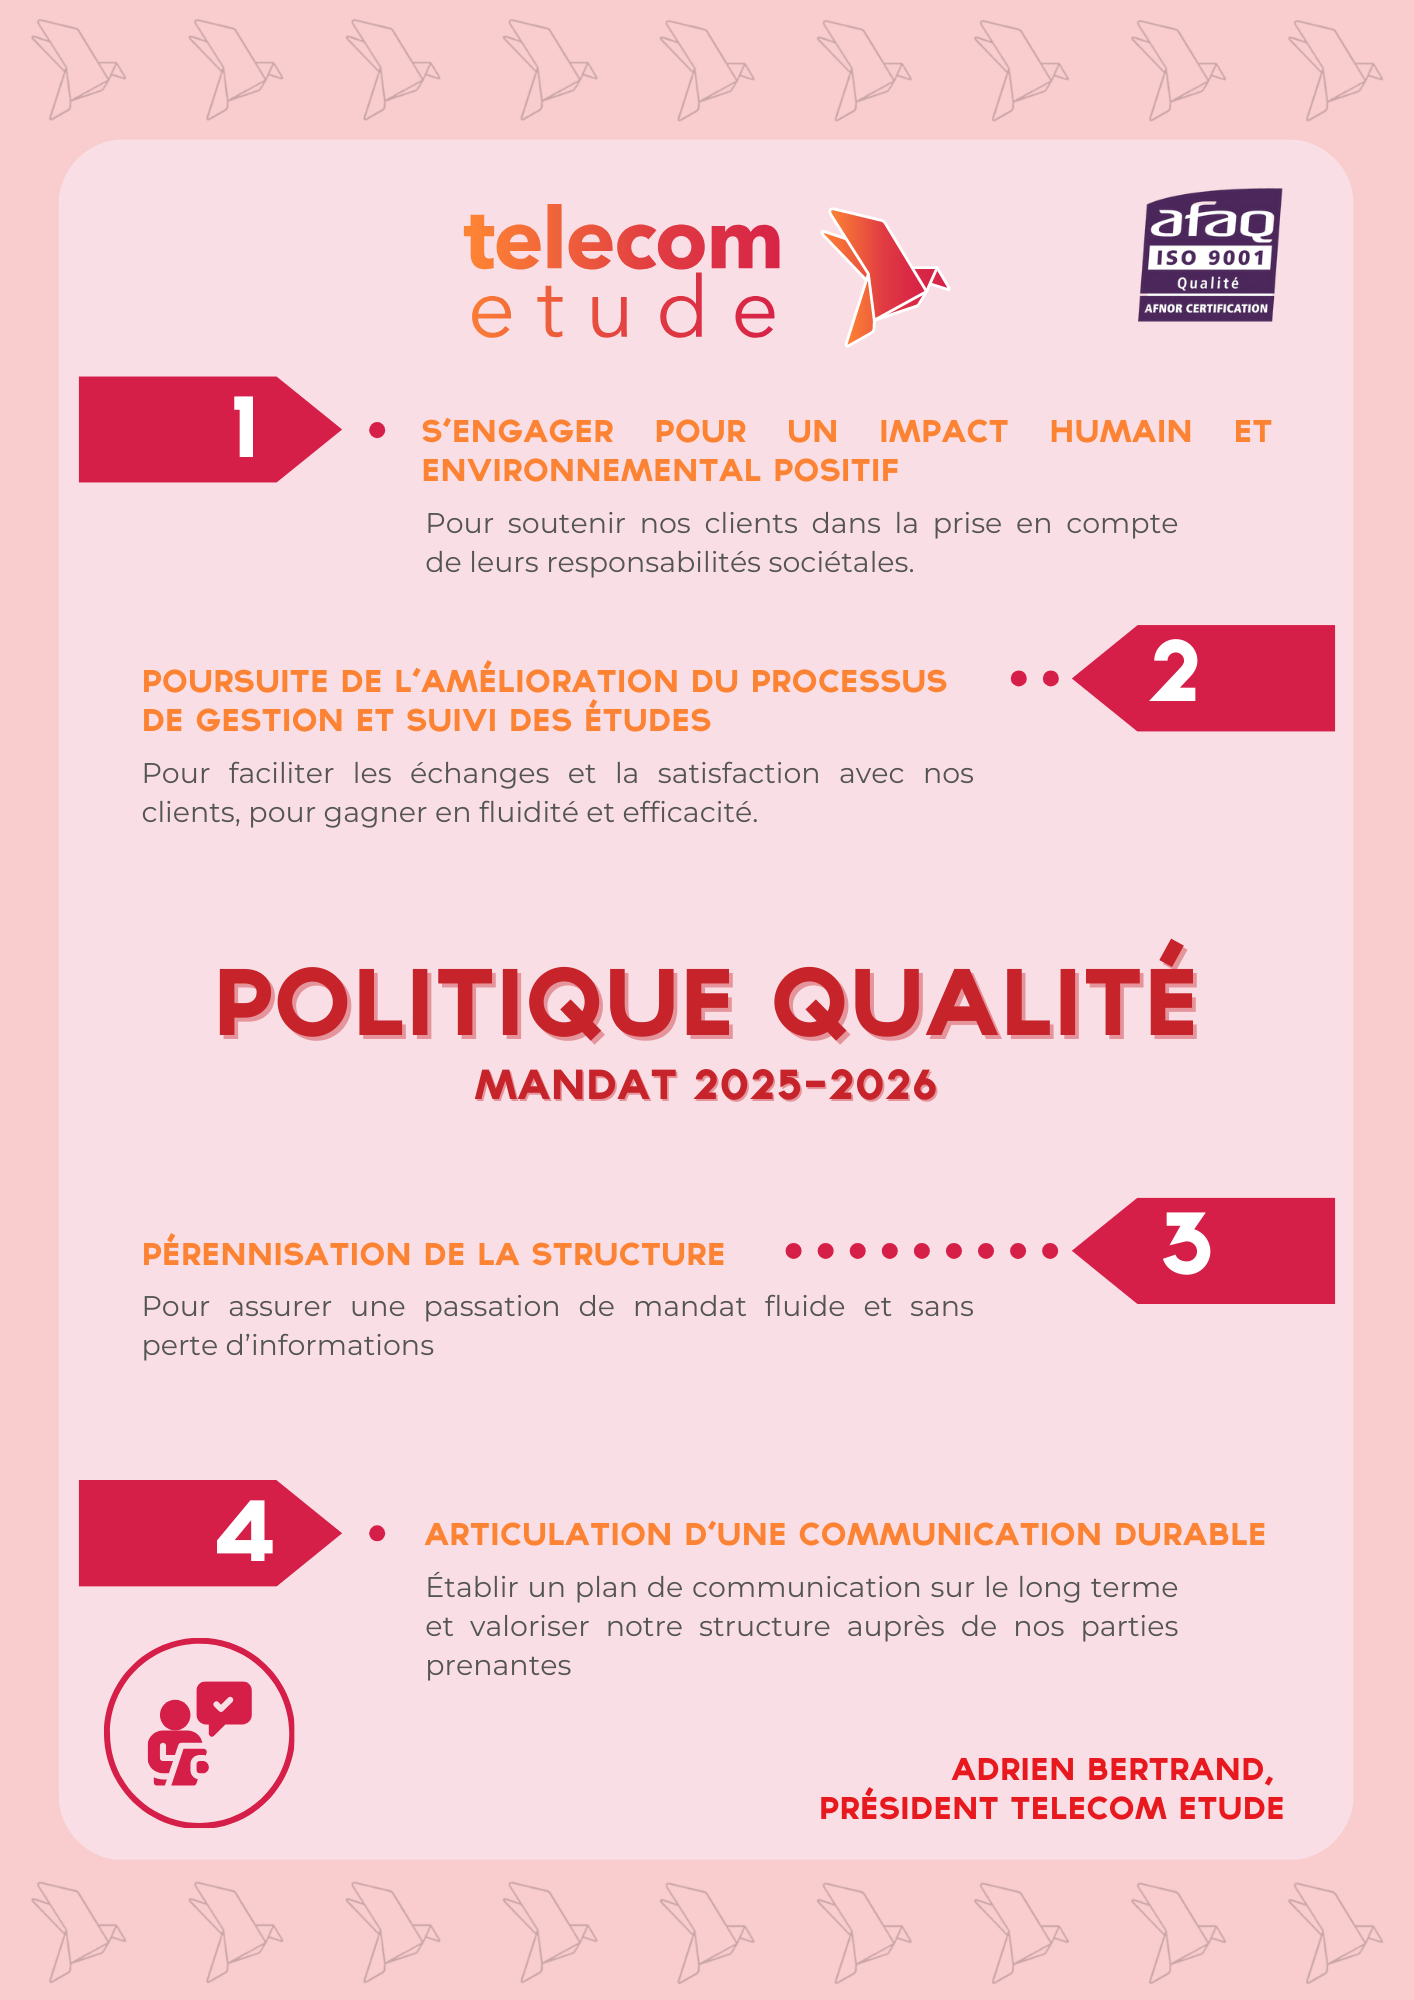 telecom
etude
afaq
ISO 9001
Qualité
AFNOR CERTIFICATION
1
S'ENGAGER POUR UN IMPACT HUMAIN ET
ENVIRONNEMENTAL POSITIF
Pour soutenir nos clients dans la prise en compte
de leurs responsabilités sociétales.
2
POURSUITE DE L'AMÉLIORATION DU PROCESSUS
DE GESTION ET SUIVI DES ÉTUDES
Pour faciliter les échanges et la satisfaction avec nos
clients, pour gagner en fluidité et efficacité.
POLITIQUE QUALITÉ
MANDAT 2025-2026
3
PÉRENNISATION DE LA STRUCTURE
Pour assurer une passation de mandat fluide et sans
perte d'informations
4
ARTICULATION D'UNE COMMUNICATION DURABLE
Établir un plan de communication sur le long terme
et valoriser notre structure auprès de nos parties
prenantes
ADRIEN BERTRAND,
PRÉSIDENT TELECOM ETUDE